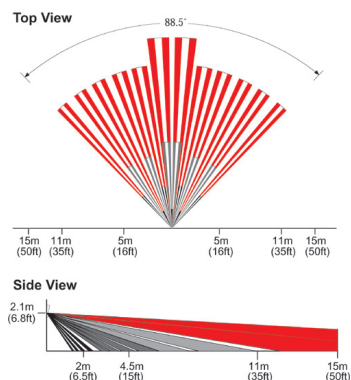 Top View
88.5°
15m 11m 5m 5m 11m 15m
(50ft) (35ft) (16ft) (16ft) (35ft) (50ft)
Side View
2.1m
(6.8ft)
2m 4.5m 11m 15m
(6.5ft) (15ft) (35ft) (50ft)